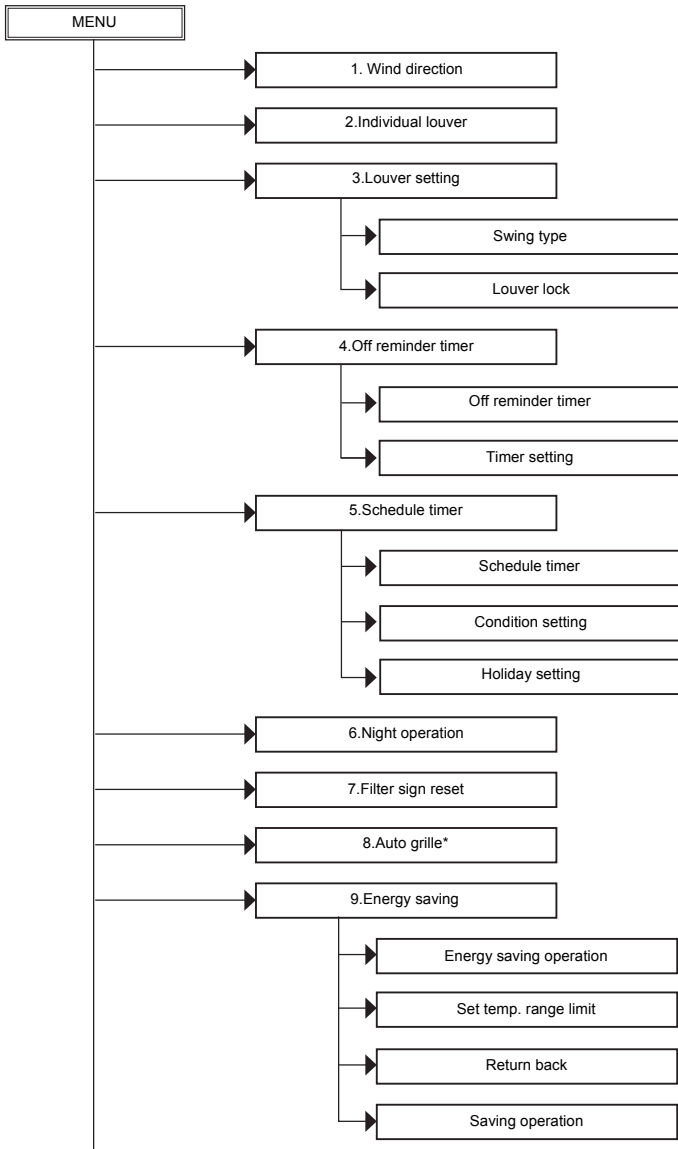 MENU
1. Wind direction
2.Individual louver
3.Louver setting
Swing type
Louver lock
4.Off reminder timer
Off reminder timer
Timer setting
5.Schedule timer
Schedule timer
Condition setting
Holiday setting
6.Night operation
7.Filter sign reset
8.Auto grille*
9.Energy saving
Energy saving operation
Set temp. range limit
Return back
Saving operation